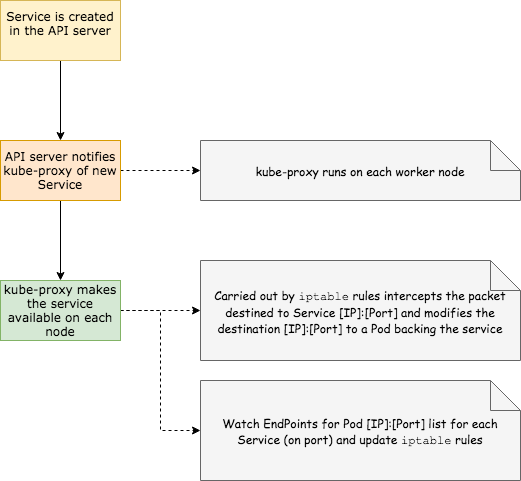 Service is created
in the API server
API server notifies
kube-proxy of new
Service
kube-proxy runs on each worker node
kube-proxy makes
the service
available on each
node
Carried out by iptable rules intercepts the packet
destined to Service [IP]:[Port] and modifies the
destination [IP]:[Port] to a Pod backing the service
Watch EndPoints for Pod [IP]:[Port] list for each
Service (on port) and update iptable rules